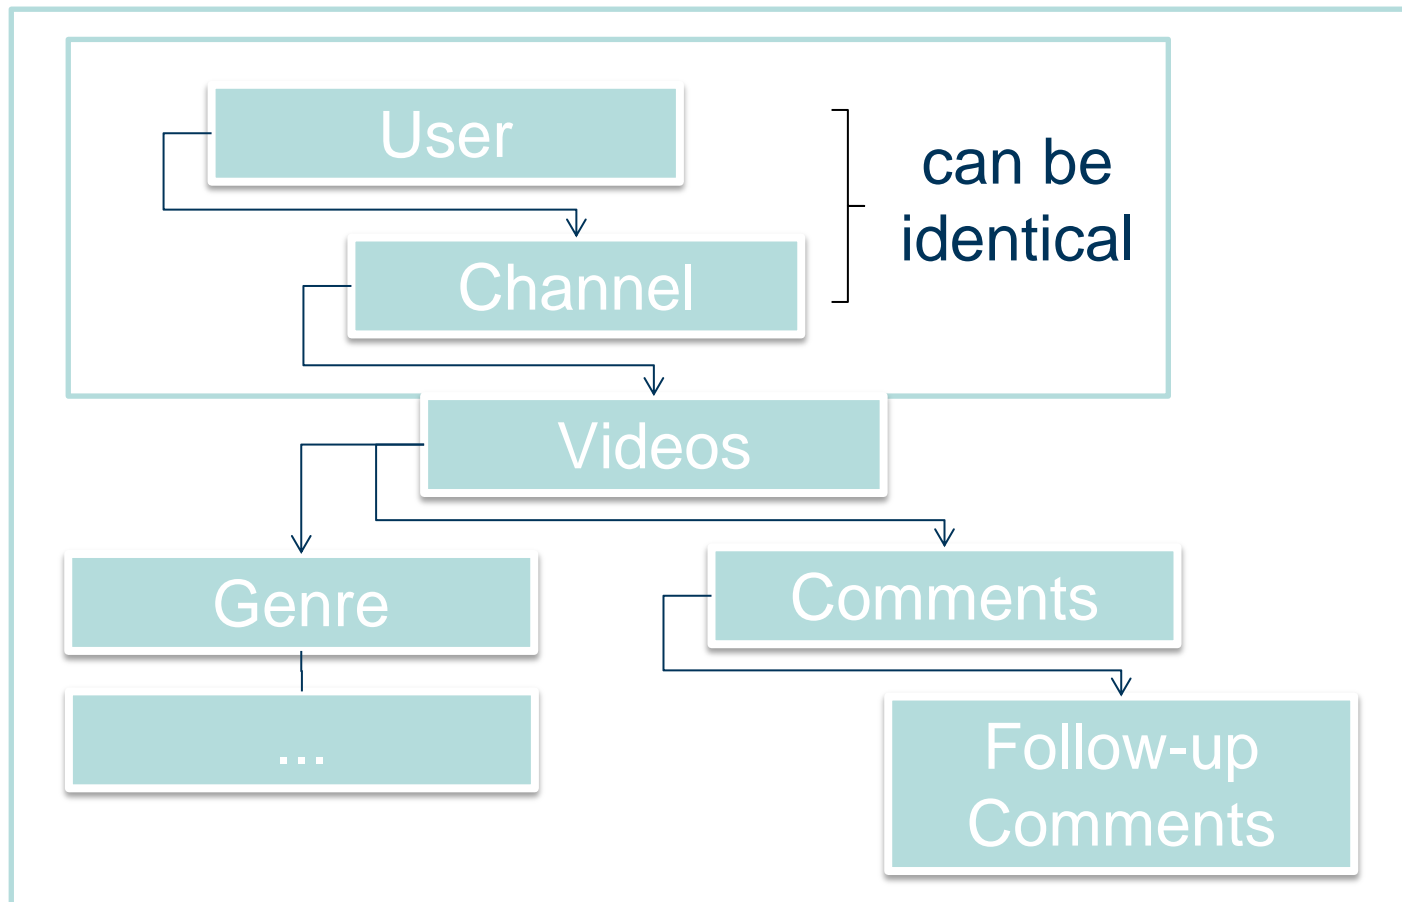 User
can be
identical
Channel
Videos
Genre
Comments
...
Follow-up
Comments